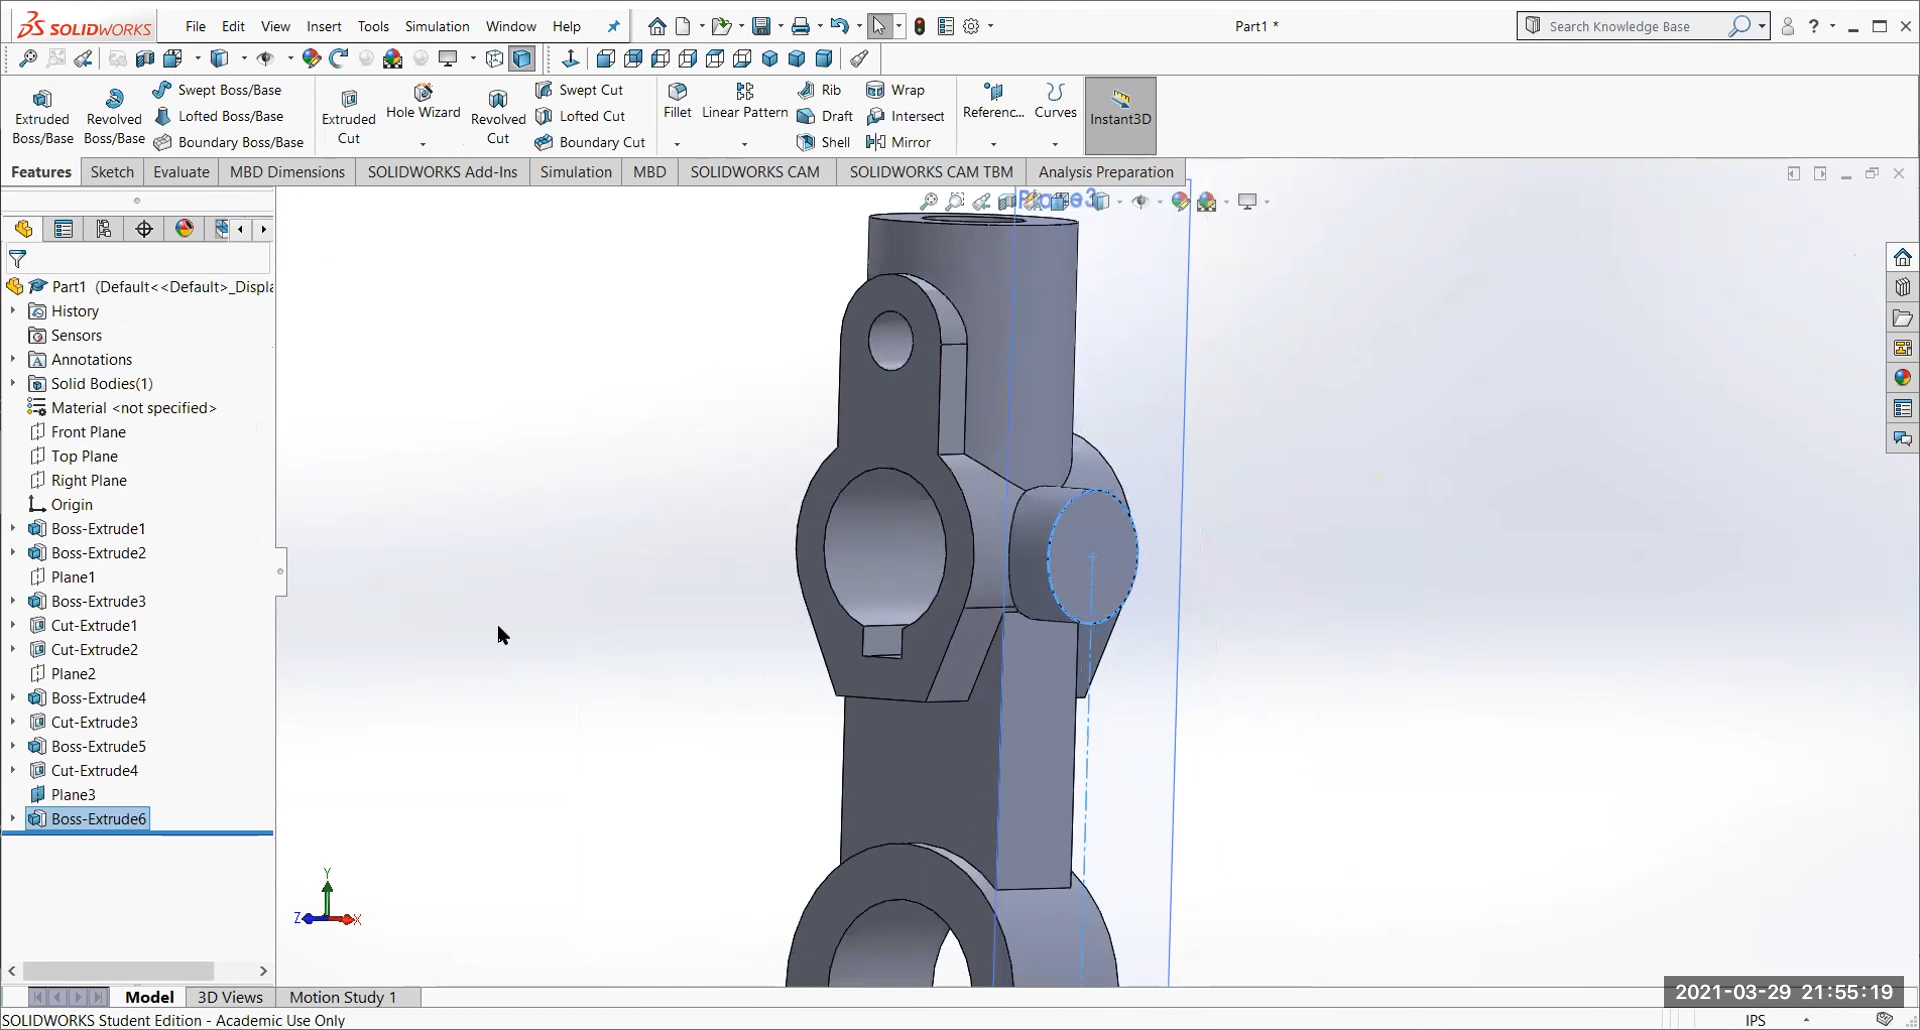 SOLIDWORKS File Edit View Insert Tools Simulation Window Help Part1 * Search Knowledge Base ?
Extruded Boss/Base
Revolved Boss/Base
Swept Boss/Base
Lofted Boss/Base
Boundary Boss/Base
Extruded Cut
Hole Wizard
Revolved Cut
Swept Cut
Lofted Cut
Boundary Cut
Fillet
Linear Pattern
Rib
Draft
Shell
Wrap
Intersect
Mirror
Referenc...
Curves
Instant3D
Features Sketch Evaluate MBD Dimensions SOLIDWORKS Add-Ins Simulation MBD SOLIDWORKS CAM SOLIDWORKS CAM TBM Analysis Preparation
Plane3
Part1 (Default<<Default>_Displa
History
Sensors
Annotations
Solid Bodies(1)
Material <not specified>
Front Plane
Top Plane
Right Plane
Origin
Boss-Extrude1
Boss-Extrude2
Plane1
Boss-Extrude3
Cut-Extrude1
Cut-Extrude2
Plane2
Boss-Extrude4
Cut-Extrude3
Boss-Extrude5
Cut-Extrude4
Plane3
Boss-Extrude6
Y
Z X
Model 3D Views Motion Study 1
2021-03-29 21:55:19
SOLIDWORKS Student Edition - Academic Use Only IPS